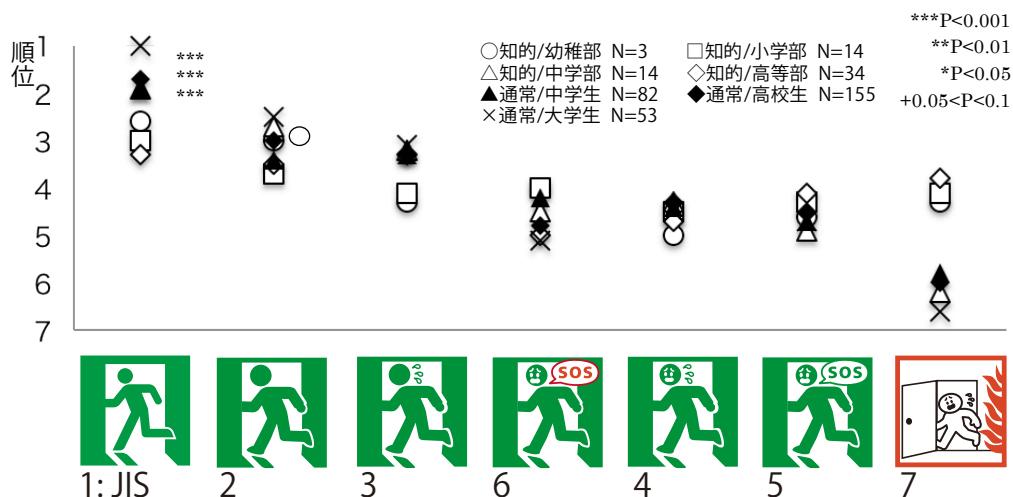 ***P<0.001
**P<0.01
*P<0.05
+0.05<P<0.1
順位
1
2
3
4
5
6
7
***
***
***
○知的/幼稚部 N=3
□知的/小学部 N=14
△知的/中学部 N=14
◇知的/高等部 N=34
▲通常/中学生 N=82
◆通常/高校生 N=155
×通常/大学生 N=53
SOS
SOS
1: JIS
2
3
6
4
5
7